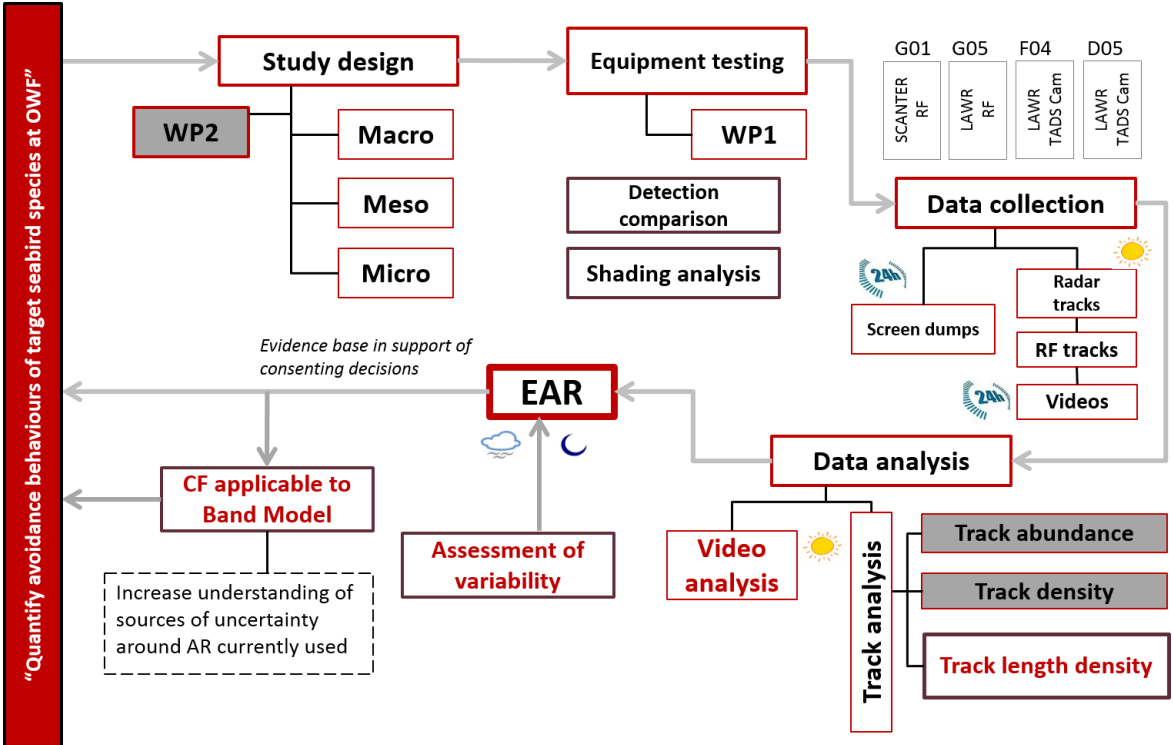 “Quantify avoidance behaviours of target seabird species at OWF”
Study design
WP2
Macro
Meso
Micro
Equipment testing
WP1
Detection
comparison
Shading analysis
G01
G05
F04
D05
SCANTER
RF
LAWR
RF
LAWR
TADS Cam
LAWR
TADS Cam
Data collection
24h
Screen dumps
Radar
tracks
RF tracks
24h
Videos
Evidence base in support of
consenting decisions
EAR
Data analysis
CF applicable to
Band Model
Assessment of
variability
Increase understanding of
sources of uncertainty
around AR currently used
Video
analysis
Track analysis
Track abundance
Track density
Track length density